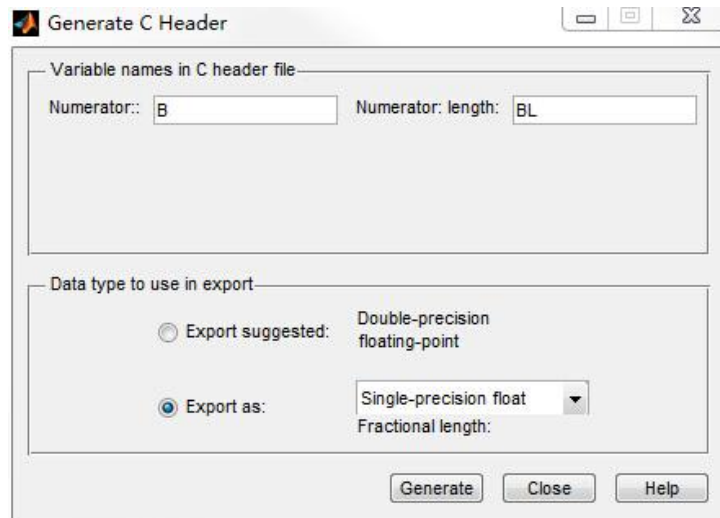 Generate C Header
Variable names in C header file
Numerator:: B Numerator: length: BL
Data type to use in export
Export suggested: Double-precision
floating-point
Export as: Single-precision float
Fractional length:
Generate Close Help